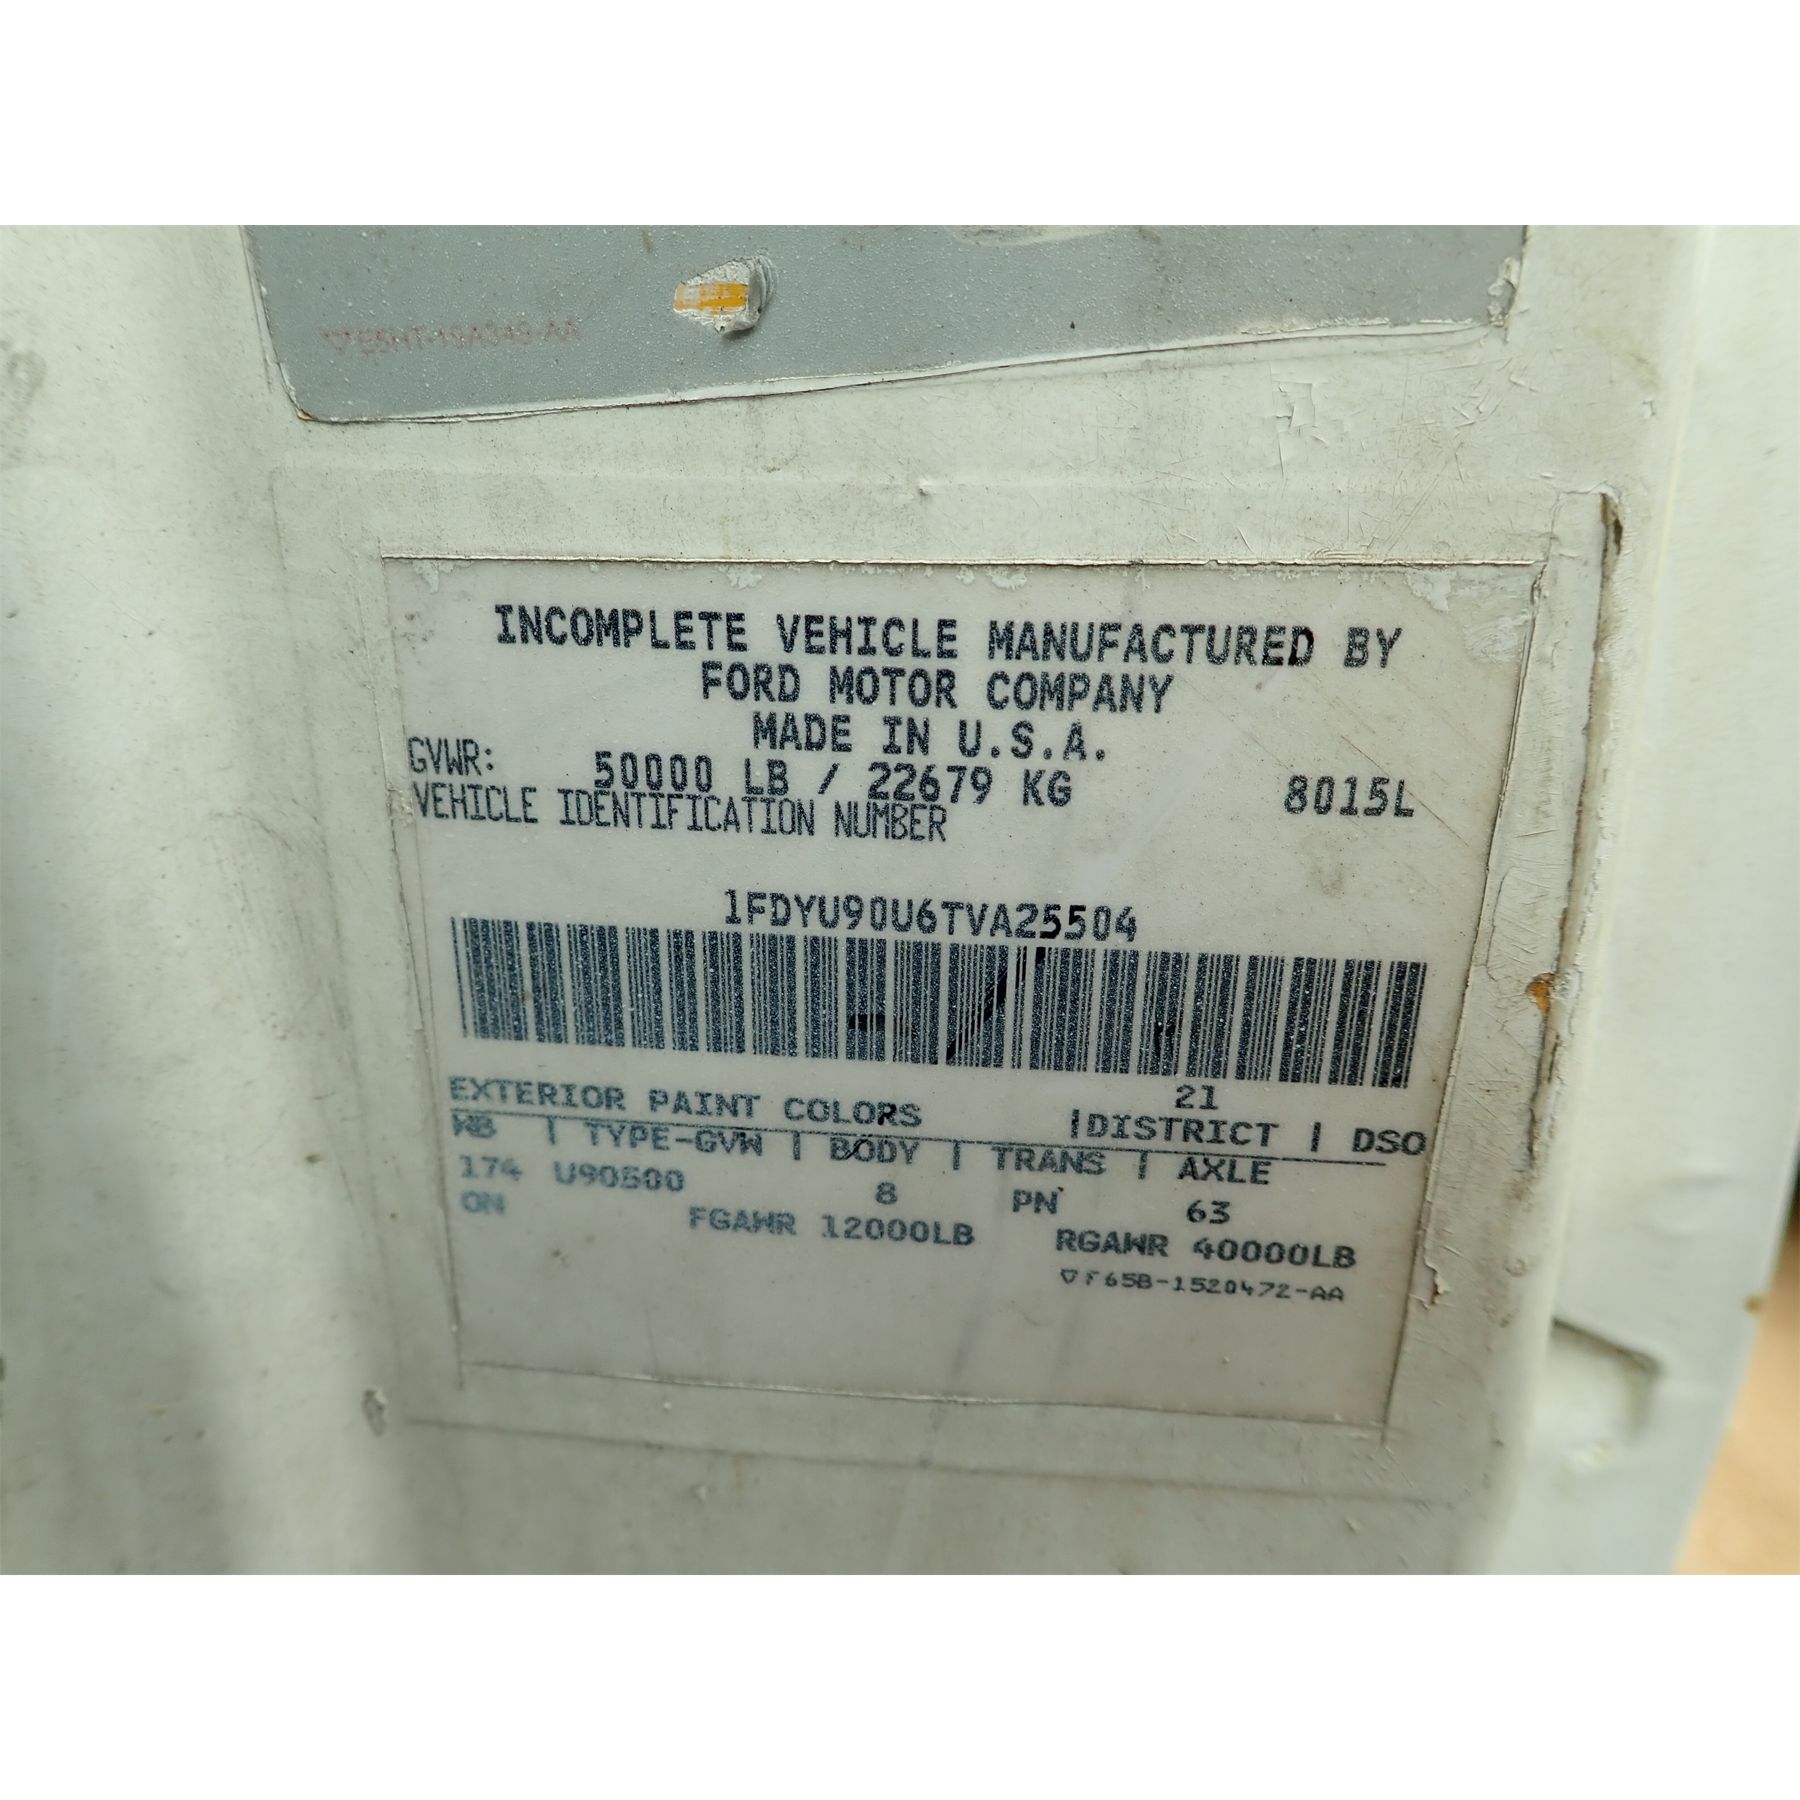 INCOMPLETE VEHICLE MANUFACTURED BY
FORD MOTOR COMPANY
MADE IN U.S.A.
GVWR: 50000 LB / 22679 KG 8015L
VEHICLE IDENTIFICATION NUMBER
1FDYU90U6TVA25504
21
EXTERIOR PAINT COLORS |DISTRICT | DSO
WB | TYPE-GVW | BODY | TRANS | AXLE
174 U90500 8 PN 63
ON FGAWR 12000LB RGAWR 40000LB
▽F65B-1520472-AA